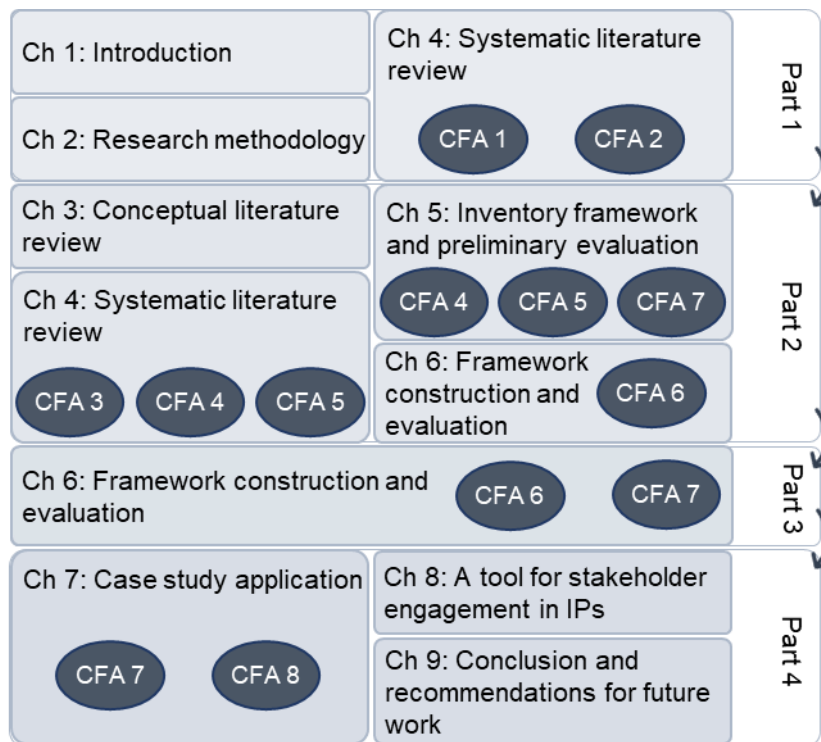 Ch 1: Introduction
Ch 2: Research methodology
Ch 4: Systematic literature
review
CFA 1
CFA 2
Part 1
Ch 3: Conceptual literature
review
Ch 4: Systematic literature
review
CFA 3
CFA 4
CFA 5
Ch 5: Inventory framework
and preliminary evaluation
CFA 4
CFA 5
CFA 7
Ch 6: Framework
construction and
evaluation
CFA 6
Part 2
Ch 6: Framework construction and
evaluation
CFA 6
CFA 7
Part 3
Ch 7: Case study application
CFA 7
CFA 8
Ch 8: A tool for stakeholder
engagement in IPs
Ch 9: Conclusion and
recommendations for future
work
Part 4